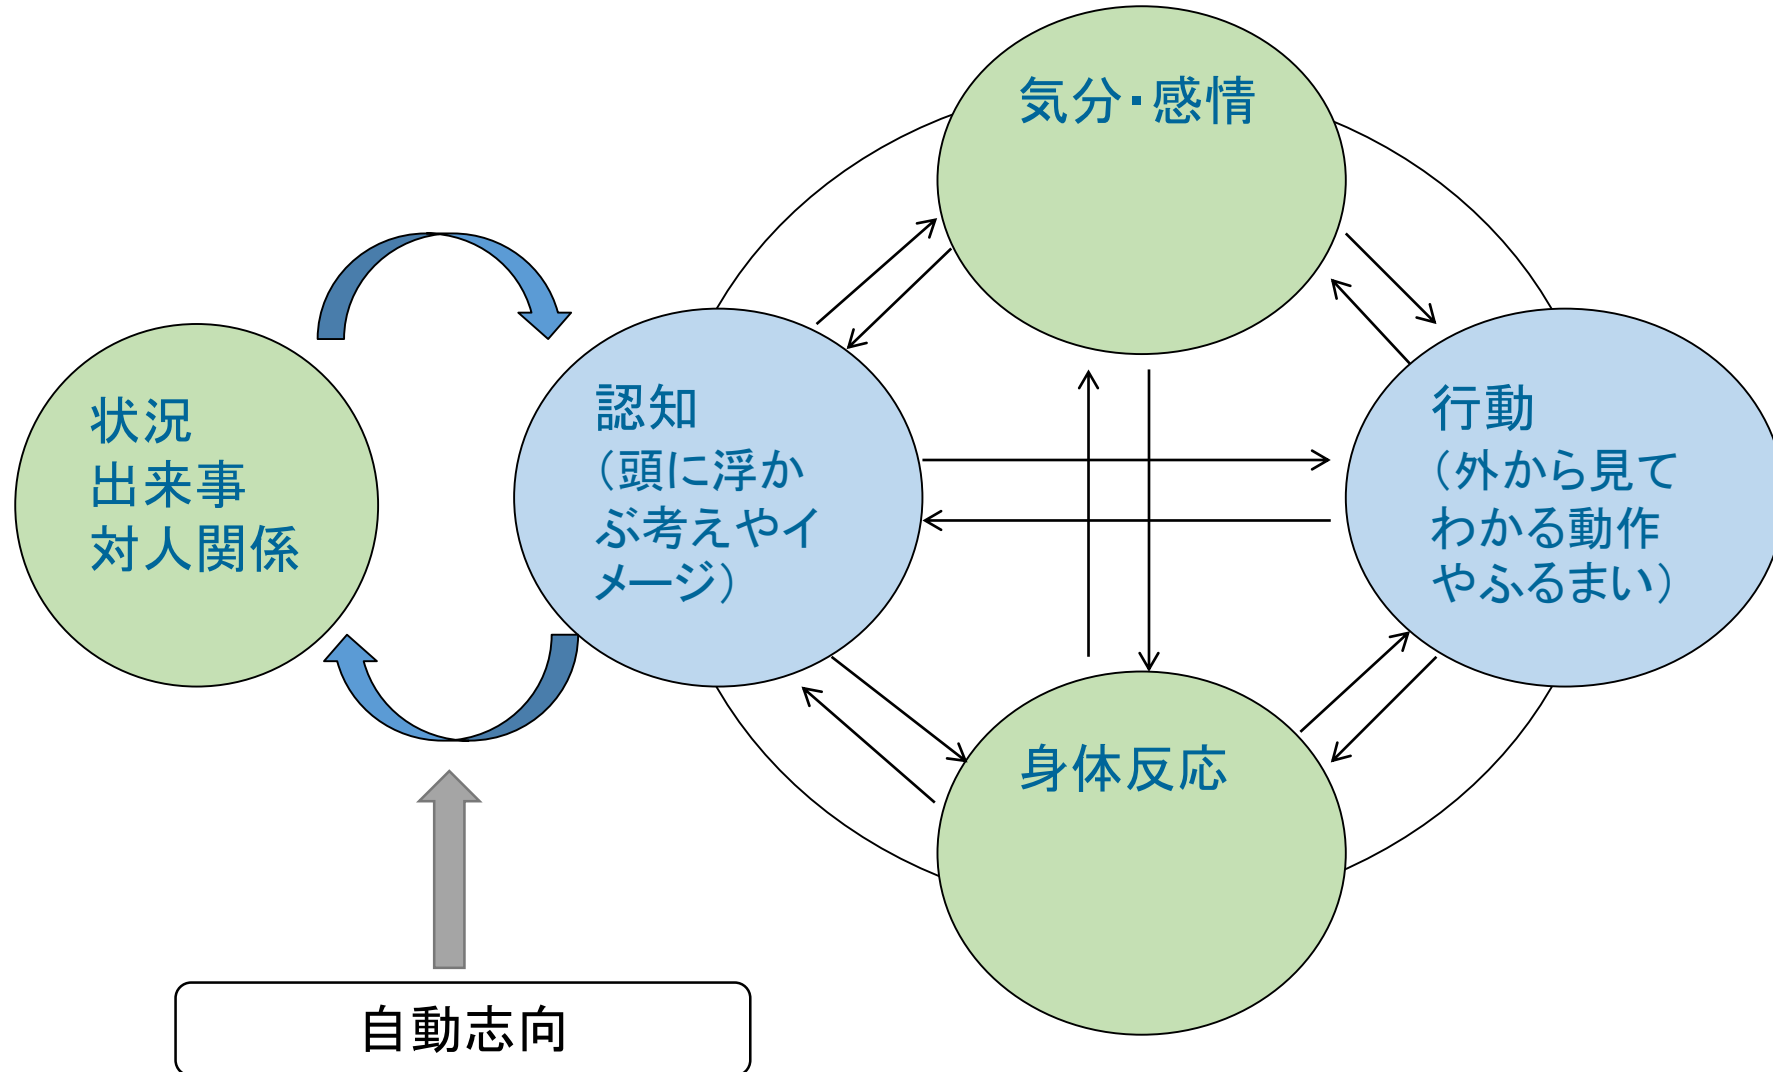 気分・感情
状況
出来事
対人関係
認知
（頭に浮か
ぶ考えやイ
メージ）
行動
（外から見て
わかる動作
やふるまい）
身体反応
自動志向